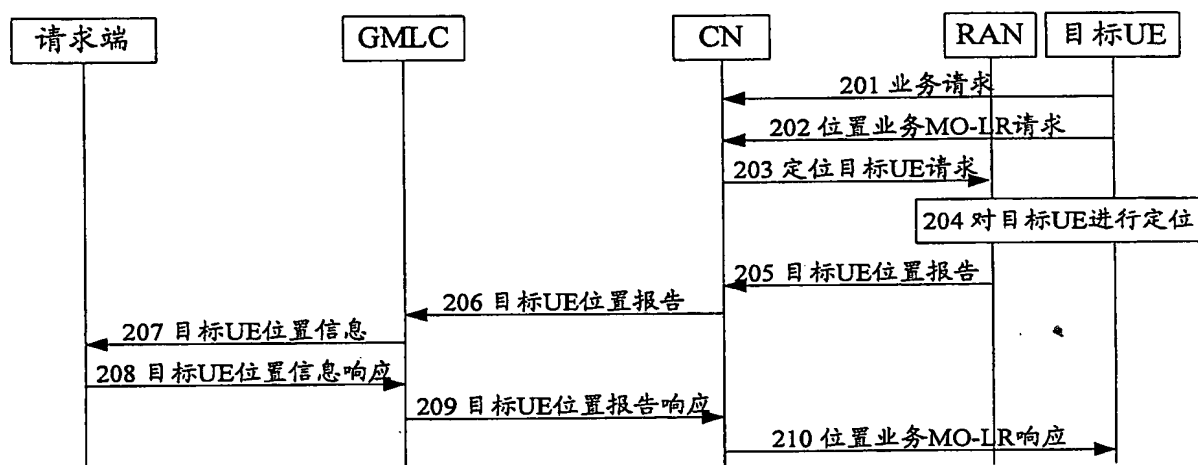 请求端
GMLC
CN
RAN
目标UE
201 业务请求
202 位置业务MO-LR请求
203 定位目标UE请求
204 对目标UE进行定位
205 目标UE位置报告
206 目标UE位置报告
207 目标UE位置信息
208 目标UE位置信息响应
209 目标UE位置报告响应
210 位置业务MO-LR响应